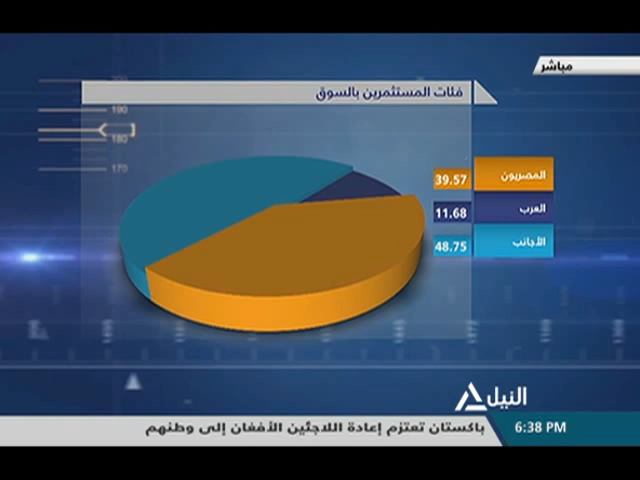 مباشر
فئات المستثمرين بالسوق
190
180
170
المصريون 39.57
العرب 11.68
الأجانب 48.75
النيل
باكستان تعتزم إعادة اللاجئين الأفغان إلى وطنهم
6:38 PM